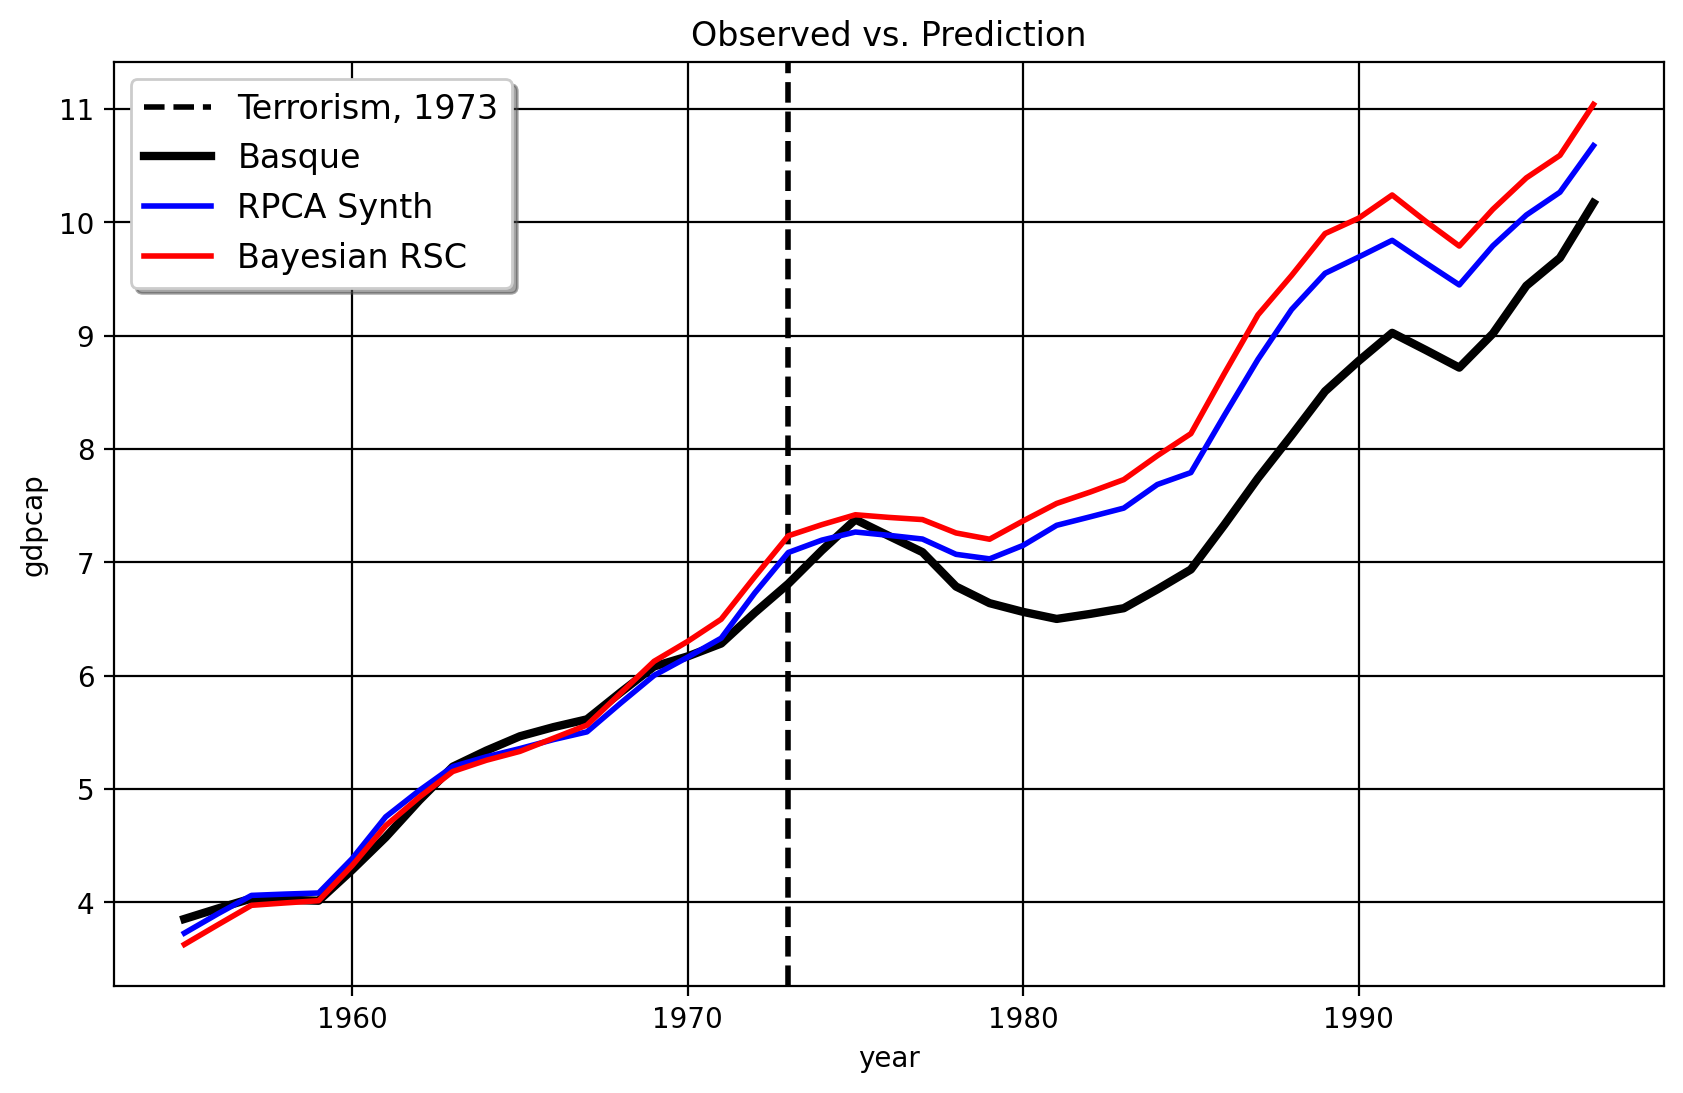 Observed vs. Prediction
Terrorism, 1973
Basque
RPCA Synth
Bayesian RSC
11
10
9
8
7
6
5
4
gdpcap
1960 1970 1980 1990
year